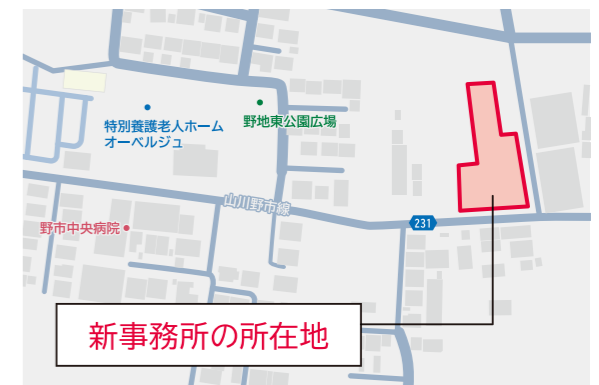 特別養護老人ホーム
オーベルジュ
野地東公園広場
山川野市線
231
野市中央病院
新事務所の所在地